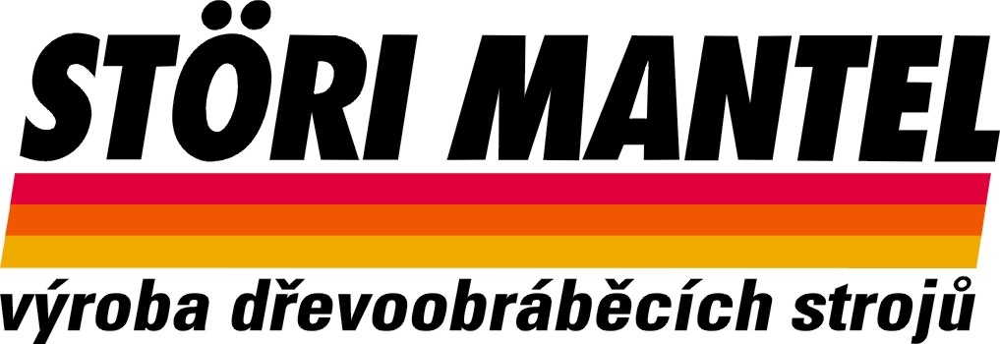 STÖRI MANTEL
výroba dřevoobráběcích strojů